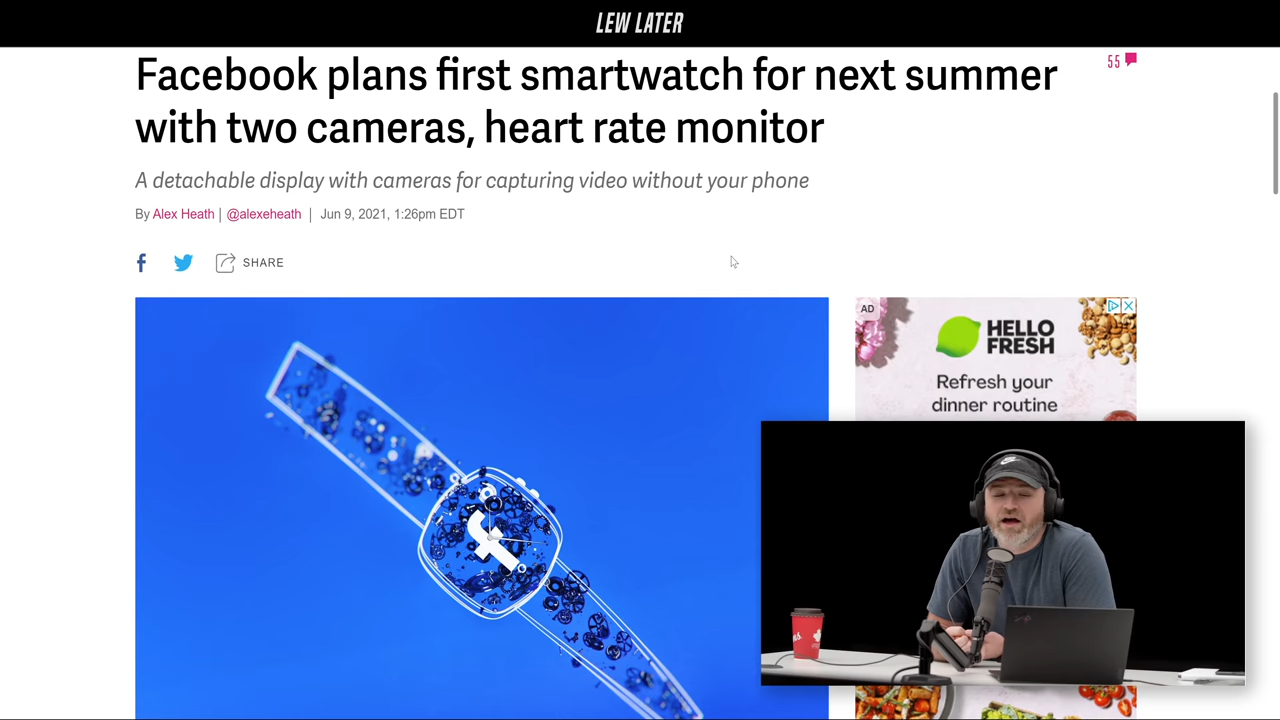 LEW LATER
Facebook plans first smartwatch for next summer
with two cameras, heart rate monitor
55
A detachable display with cameras for capturing video without your phone
By Alex Heath | @alexeheath | Jun 9, 2021, 1:26pm EDT
SHARE
AD
HELLO
FRESH
Refresh your
dinner routine